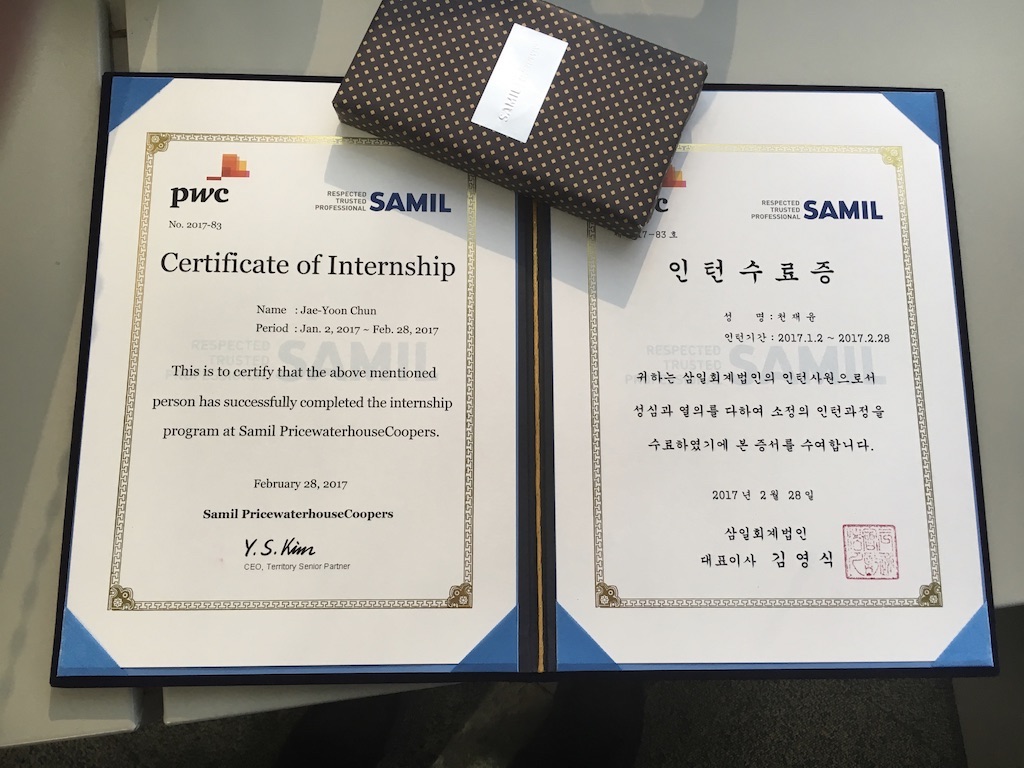 SAMIL
pwc
RESPECTED
TRUSTED
PROFESSIONAL
SAMIL
No. 2017-83
Certificate of Internship
Name : Jae-Yoon Chun
Period : Jan. 2, 2017 ~ Feb. 28, 2017
RESPECTED
TRUSTED
SAMIL
This is to certify that the above mentioned
person has successfully completed the internship
program at Samil PricewaterhouseCoopers.
February 28, 2017
Samil PricewaterhouseCoopers
Y. S. Kim
CEO, Territory Senior Partner
c
RESPECTED
TRUSTED
PROFESSIONAL
SAMIL
7-83 호
인턴수료증
성 명 : 천재윤
인턴기간 : 2017.1.2 ~ 2017.2.28
RESPECTED
TRUSTED
SAMIL
귀하는 삼일회계법인의 인턴사원으로서
성심과 열의를 다하여 소정의 인턴과정을
수료하였기에 본 증서를 수여합니다.
2017 년 2 월 28 일
삼일회계법인
대표이사 김영식